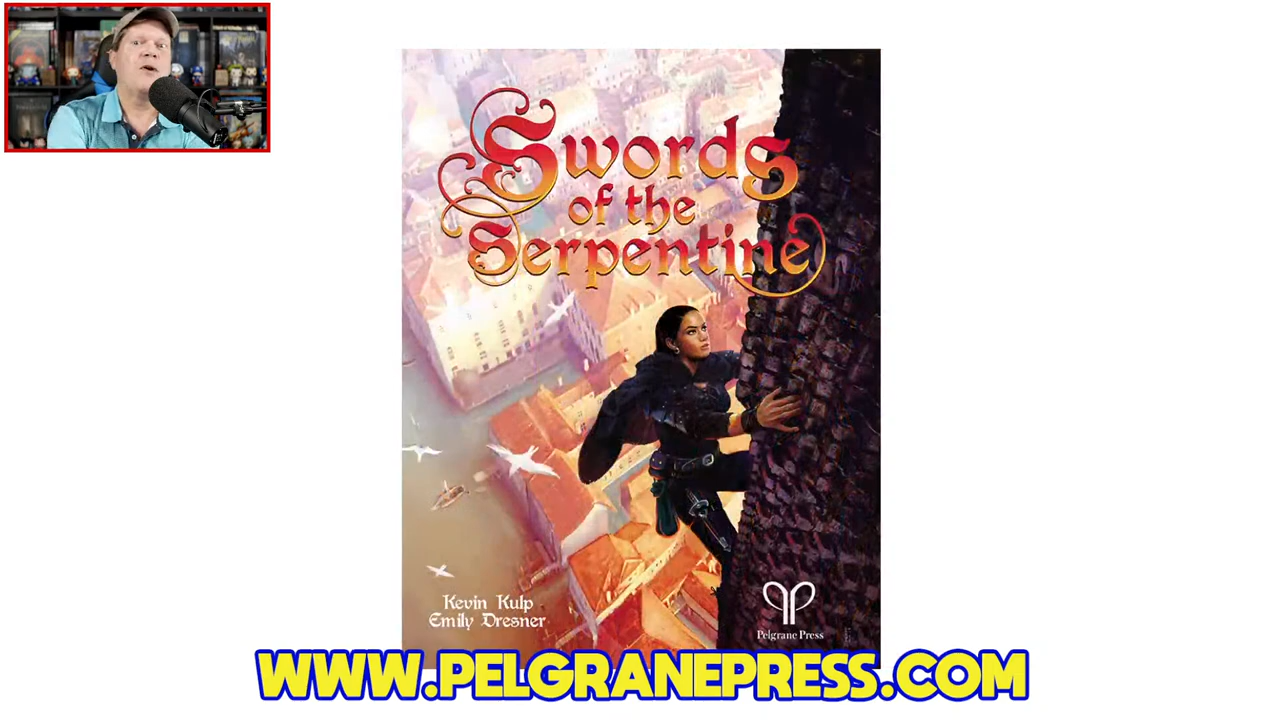 Swords
of the
Serpentine
Kevin Kulp
Emily Dresner
Pelgrane Press
WWW.PELGRANEPRESS.COM